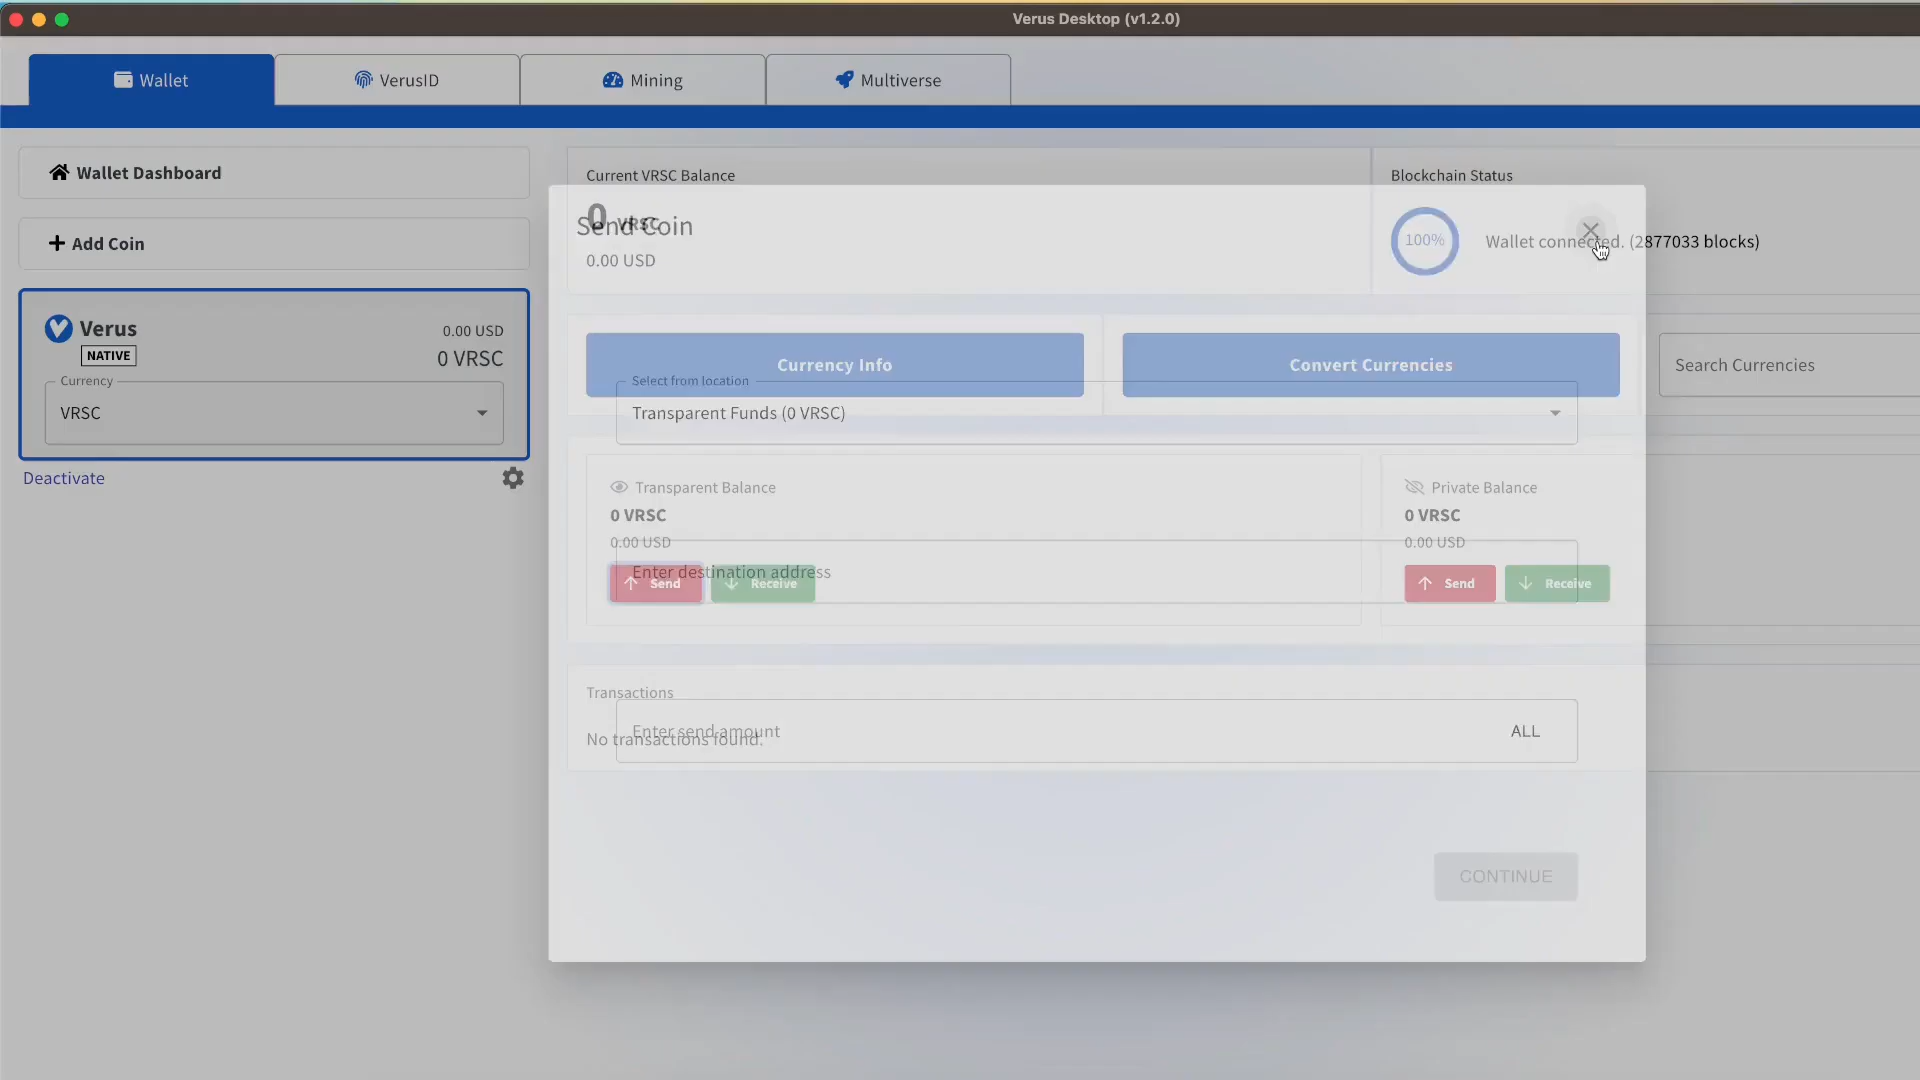 Verus Desktop (v1.2.0)
Wallet
VerusID
Mining
Multiverse
Wallet Dashboard
Add Coin
Verus
NATIVE
0.00 USD
0 VRSC
Currency
VRSC
Deactivate
Current VRSC Balance
0 VRSC
0.00 USD
Blockchain Status
100%
Wallet connected. (2877033 blocks)
Send Coin
Currency Info
Convert Currencies
Search Currencies
Select from location
Transparent Funds (0 VRSC)
Transparent Balance
0 VRSC
0.00 USD
Send
Receive
Private Balance
0 VRSC
0.00 USD
Send
Receive
Enter destination address
Transactions
No transactions found.
Enter send amount
ALL
CONTINUE